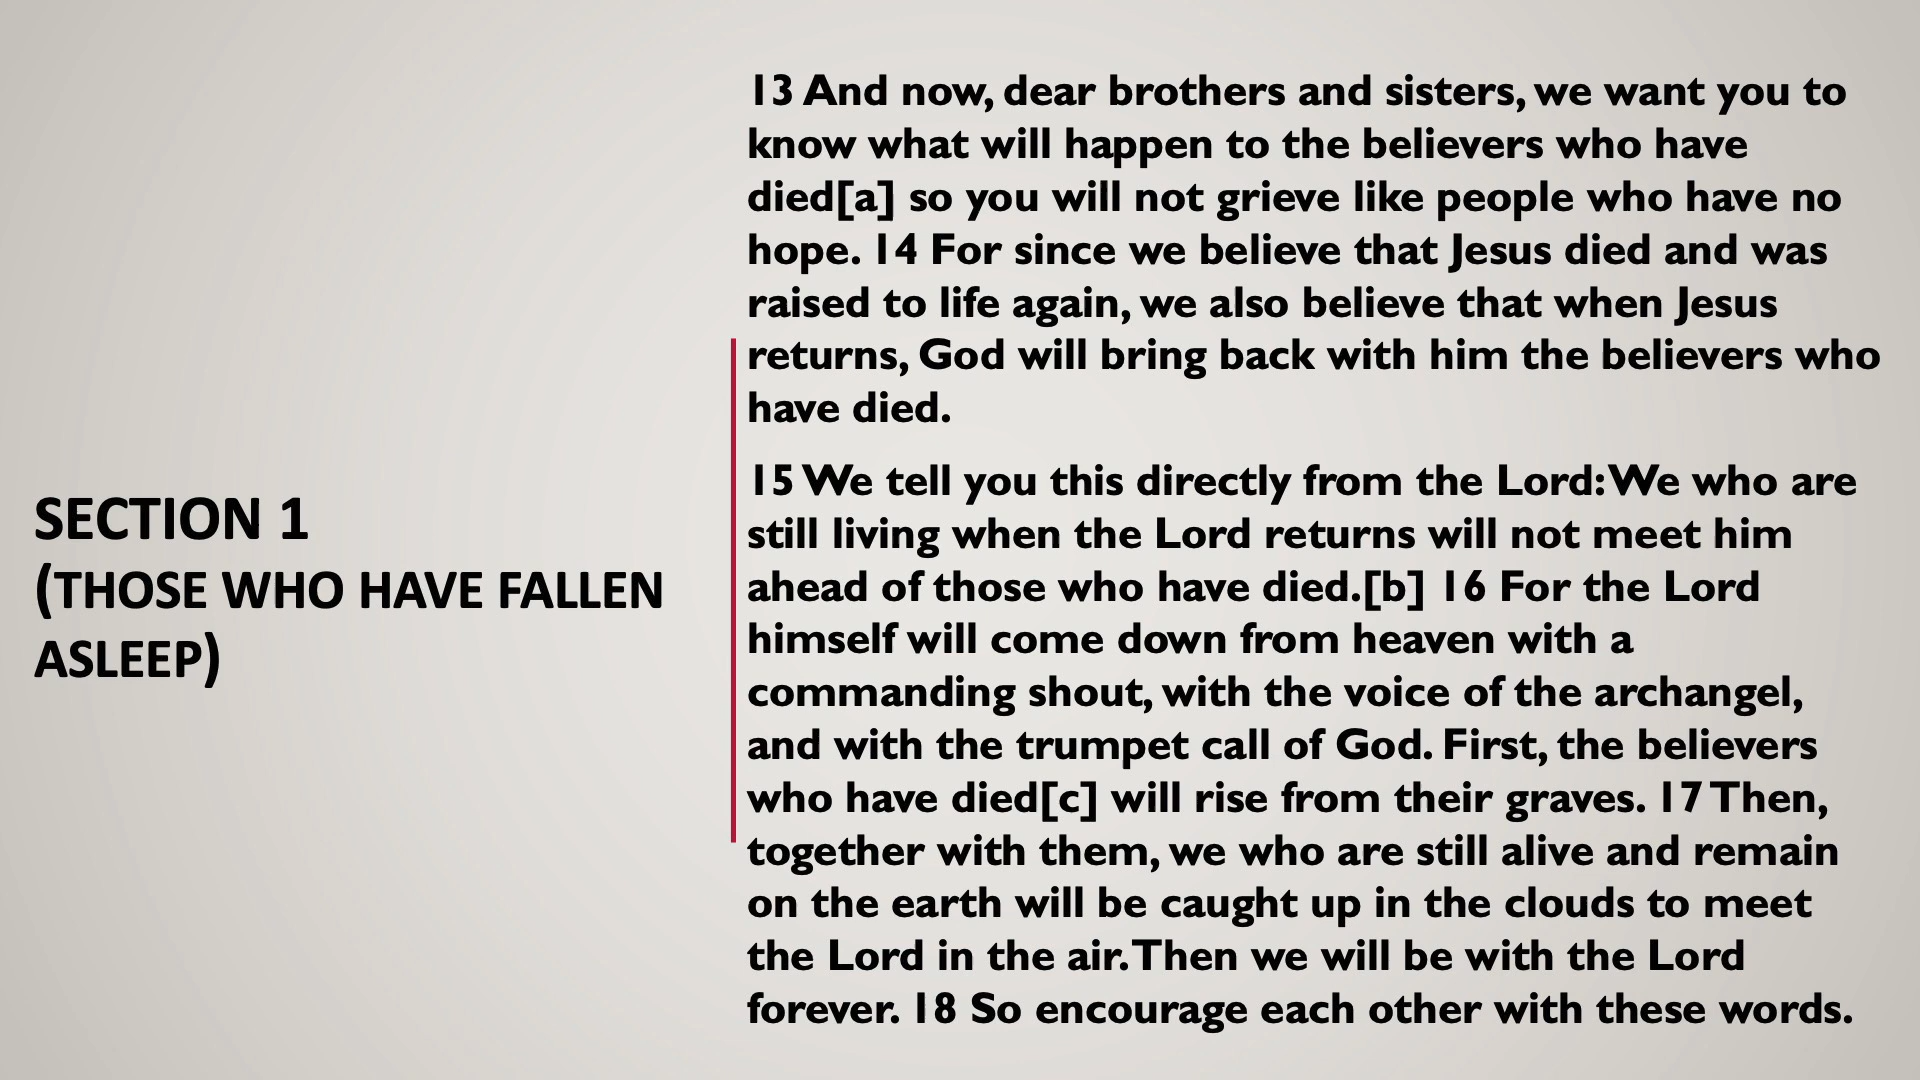 SECTION 1
(THOSE WHO HAVE FALLEN
ASLEEP)
13 And now, dear brothers and sisters, we want you to
know what will happen to the believers who have
died[a] so you will not grieve like people who have no
hope. 14 For since we believe that Jesus died and was
raised to life again, we also believe that when Jesus
returns, God will bring back with him the believers who
have died.
15 We tell you this directly from the Lord: We who are
still living when the Lord returns will not meet him
ahead of those who have died.[b] 16 For the Lord
himself will come down from heaven with a
commanding shout, with the voice of the archangel,
and with the trumpet call of God. First, the believers
who have died[c] will rise from their graves. 17 Then,
together with them, we who are still alive and remain
on the earth will be caught up in the clouds to meet
the Lord in the air. Then we will be with the Lord
forever. 18 So encourage each other with these words.